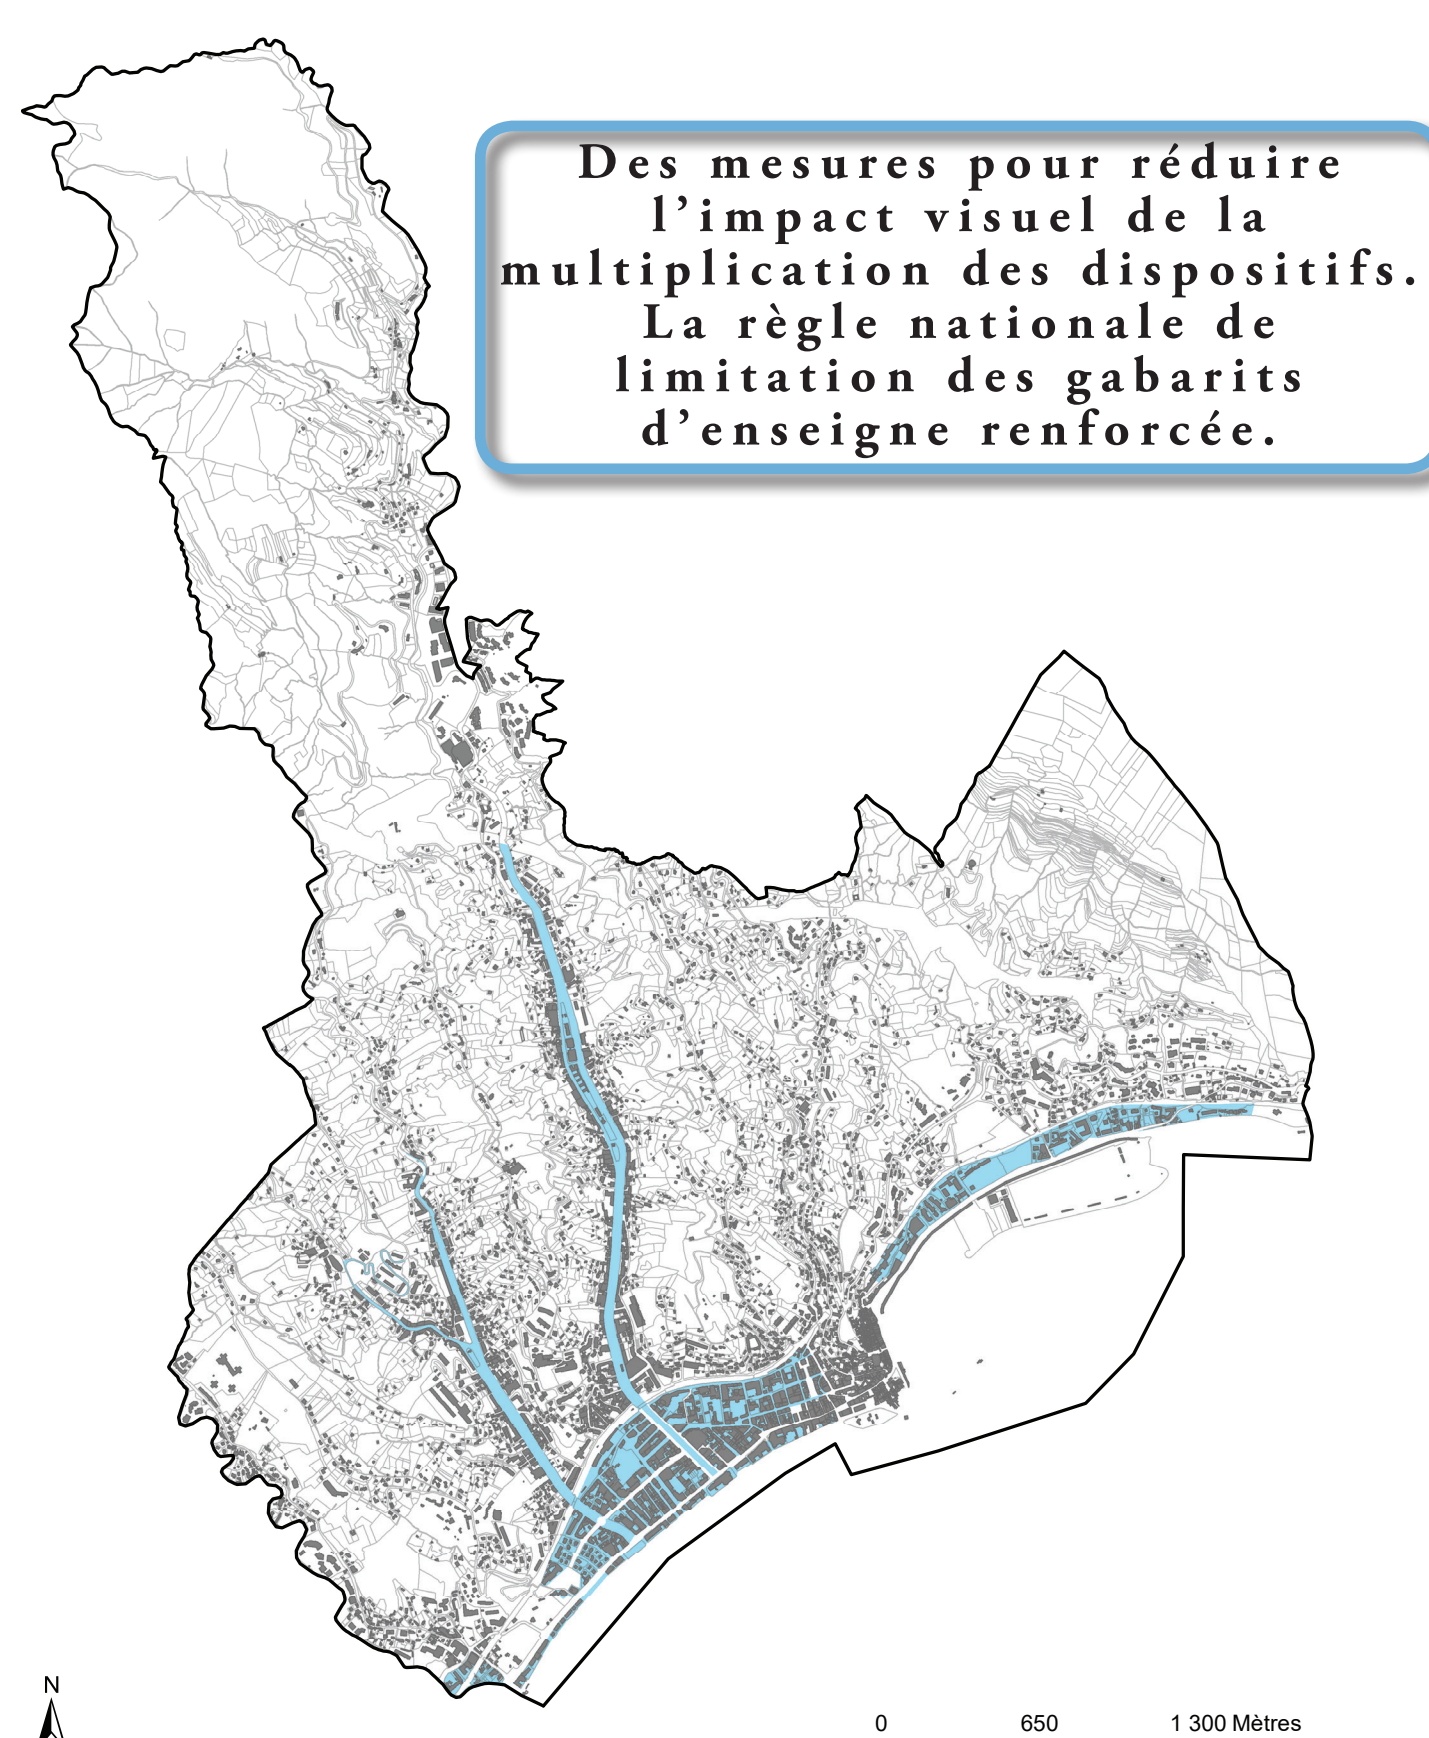 Des mesures pour réduire
l’impact visuel de la
multiplication des dispositifs.
La règle nationale de
limitation des gabarits
d’enseigne renforcée.
N
0 650 1 300 Mètres